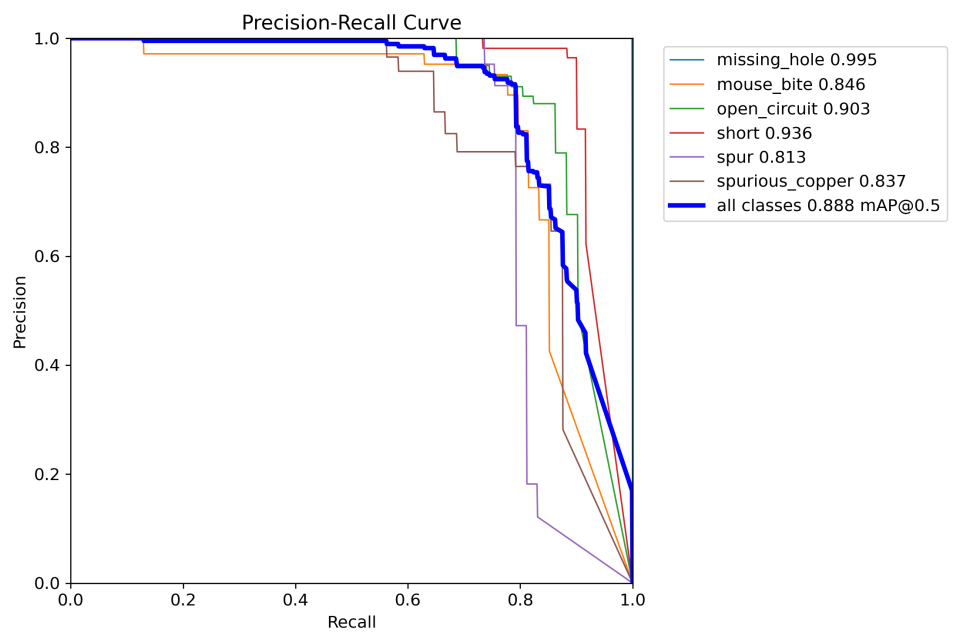 Precision-Recall Curve
1.0
0.8
0.6
0.4
0.2
0.0
Precision
0.0 0.2 0.4 0.6 0.8 1.0
Recall
missing_hole 0.995
mouse_bite 0.846
open_circuit 0.903
short 0.936
spur 0.813
spurious_copper 0.837
all classes 0.888 mAP@0.5